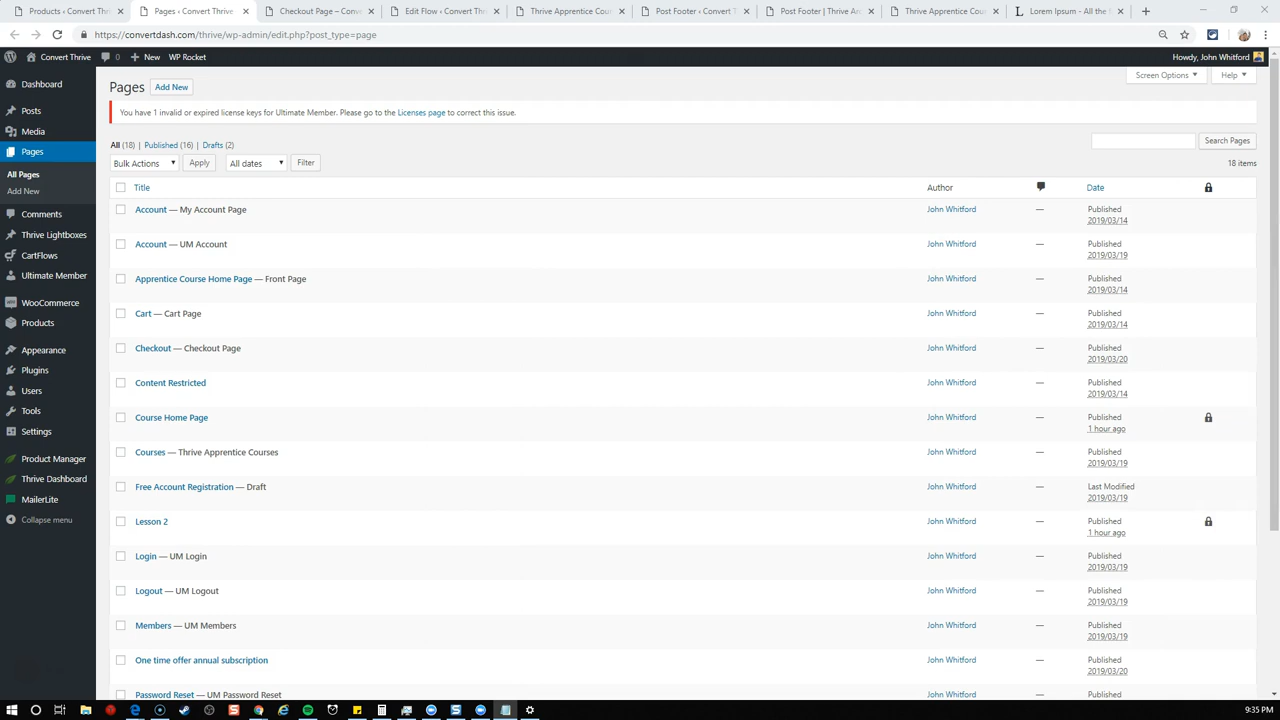 Products ‹ Convert Thriv
Pages ‹ Convert Thrive
Checkout Page – Conv
Edit Flow ‹ Convert Tho
Thrive Apprentice Cours
Post Footer ‹ Convert T
Post Footer | Thrive Arc
Thrive Apprentice Cour
Lorem Ipsum - All the S
https://convertdash.com/thrive/wp-admin/edit.php?post_type=page
Convert Thrive
0
New
WP Rocket
Howdy, John Whitford
Dashboard
Posts
Media
Pages
All Pages
Add New
Comments
Thrive Lightboxes
CartFlows
Ultimate Member
WooCommerce
Products
Appearance
Plugins
Users
Tools
Settings
Product Manager
Thrive Dashboard
MailerLite
Collapse menu
Pages Add New
Screen Options ▼ Help ▼
You have 1 invalid or expired license keys for Ultimate Member. Please go to the Licenses page to correct this issue.
All (18) | Published (16) | Drafts (2)
Search Pages
Bulk Actions Apply All dates Filter
18 items
Title Author Date
Account — My Account Page John Whitford — Published
2019/03/14
Account — UM Account John Whitford — Published
2019/03/19
Apprentice Course Home Page — Front Page John Whitford — Published
2019/03/14
Cart — Cart Page John Whitford — Published
2019/03/14
Checkout — Checkout Page John Whitford — Published
2019/03/20
Content Restricted John Whitford — Published
2019/03/14
Course Home Page John Whitford — Published
1 hour ago
Courses — Thrive Apprentice Courses John Whitford — Published
2019/03/19
Free Account Registration — Draft John Whitford — Last Modified
2019/03/19
Lesson 2 John Whitford — Published
1 hour ago
Login — UM Login John Whitford — Published
2019/03/19
Logout — UM Logout John Whitford — Published
2019/03/19
Members — UM Members John Whitford — Published
2019/03/19
One time offer annual subscription John Whitford — Published
2019/03/20
Password Reset — UM Password Reset John Whitford — Published
9:35 PM